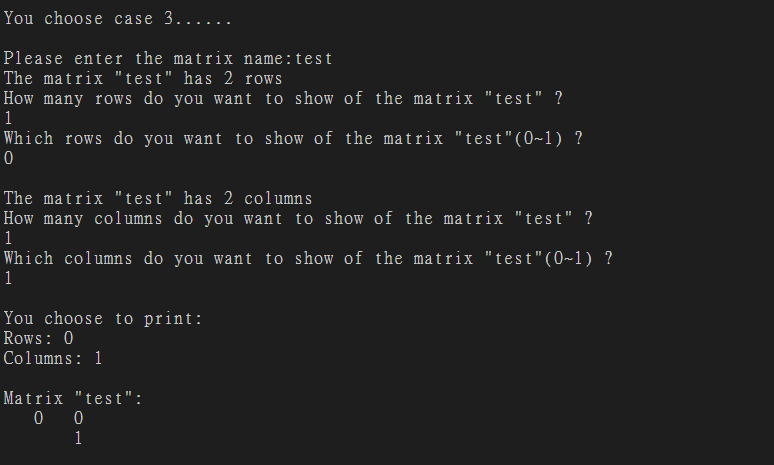 You choose case 3......
Please enter the matrix name:test
The matrix "test" has 2 rows
How many rows do you want to show of the matrix "test" ?
1
Which rows do you want to show of the matrix "test"(0~1) ?
0
The matrix "test" has 2 columns
How many columns do you want to show of the matrix "test" ?
1
Which columns do you want to show of the matrix "test"(0~1) ?
1
You choose to print:
Rows: 0
Columns: 1
Matrix "test":
0 0
1